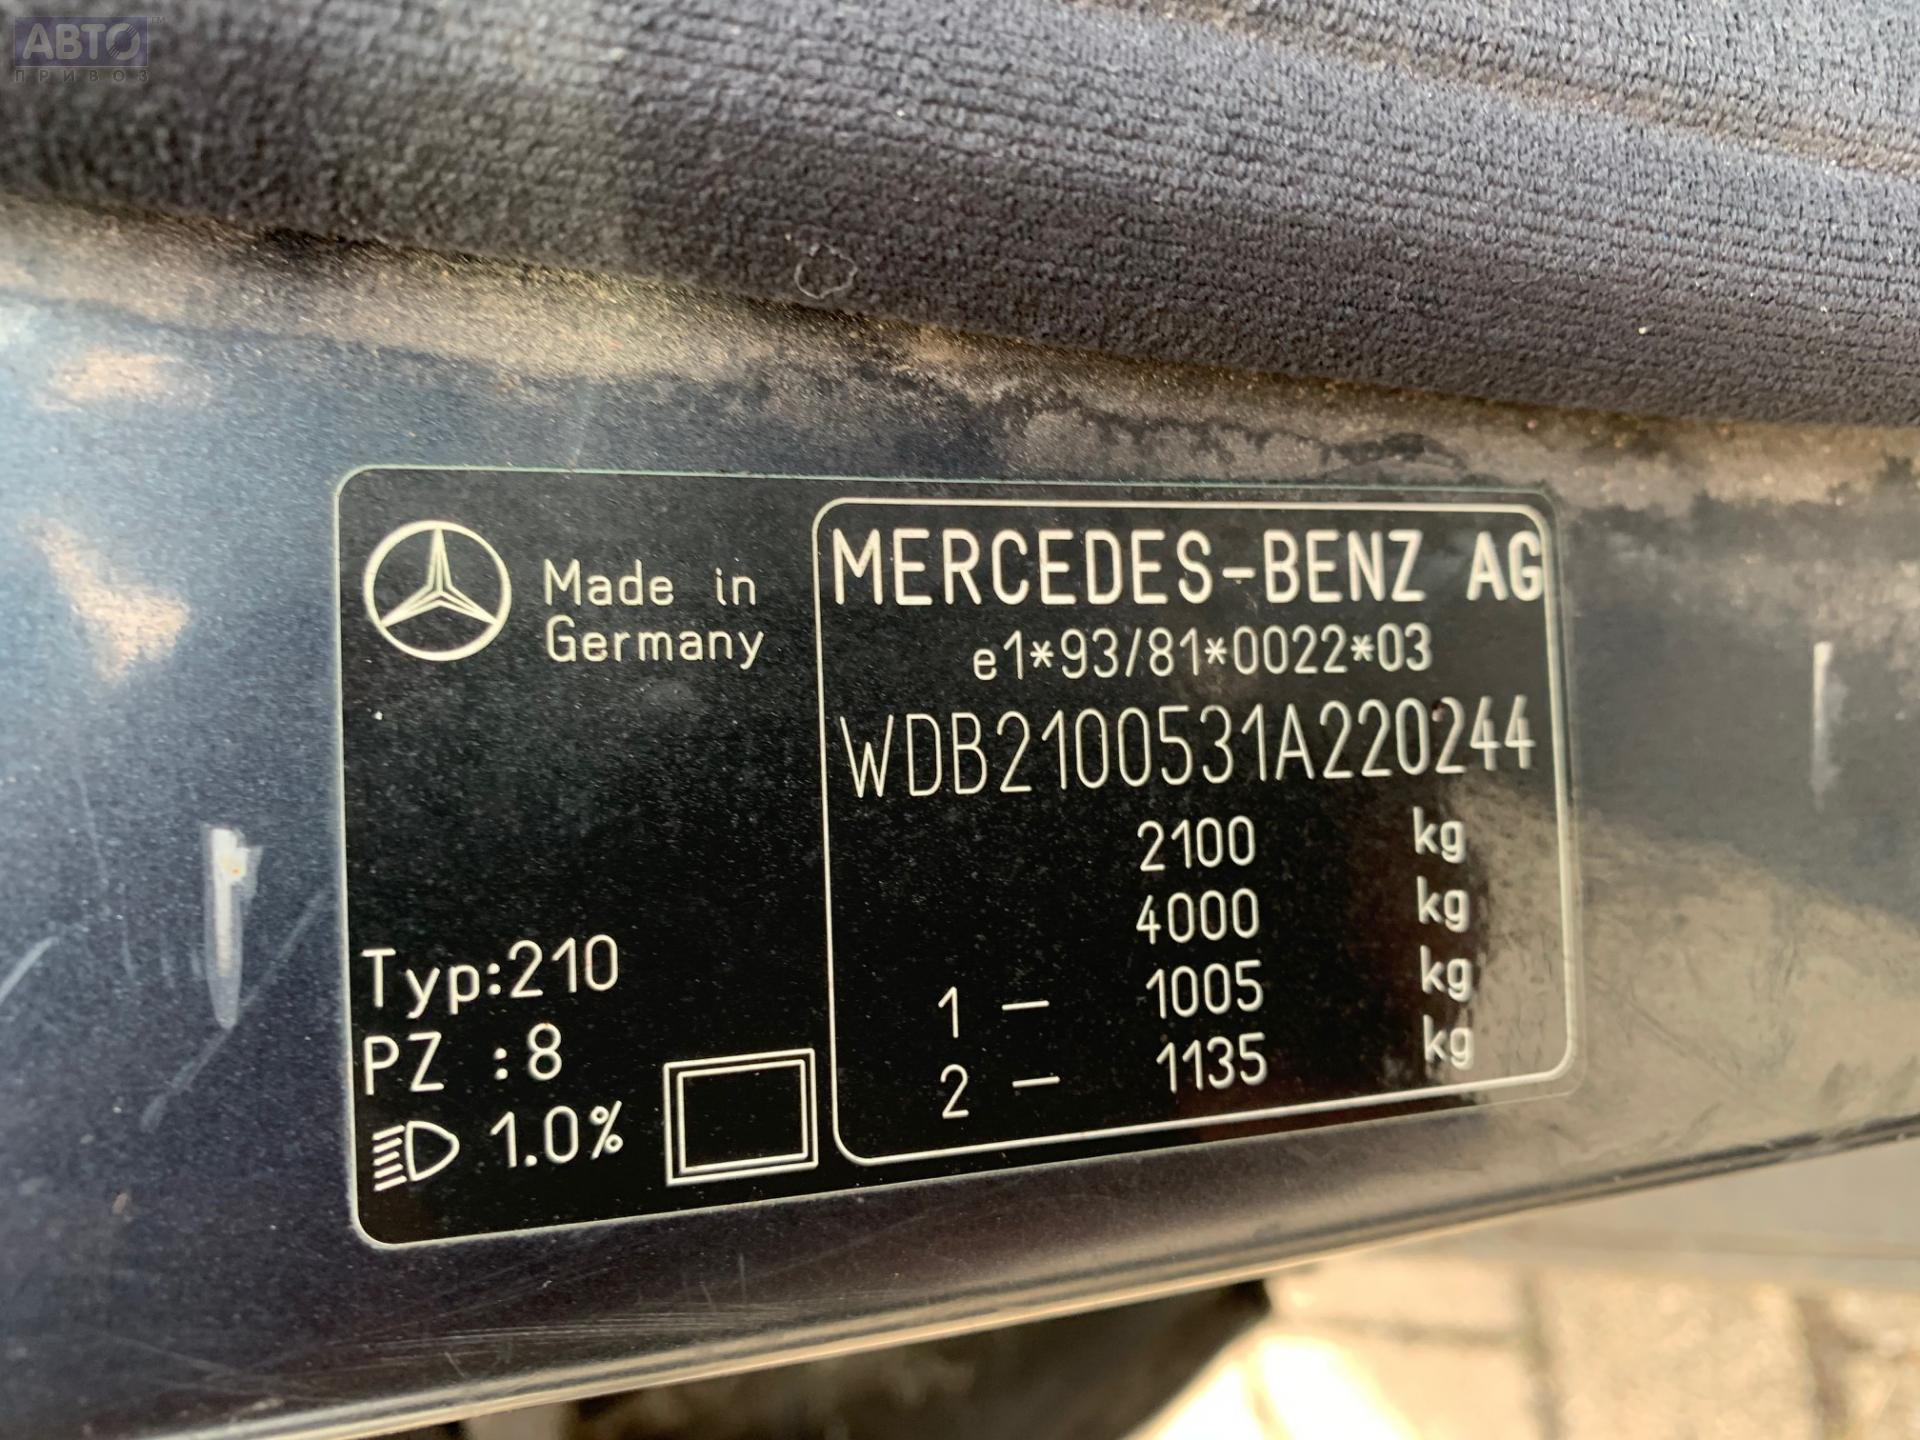 АВТО™
ПРИВОЗ
Made in
Germany
MERCEDES-BENZ AG
e1*93/81*0022*03
WDB2100531A220244
2100 kg
4000 kg
1 – 1005 kg
2 – 1135 kg
Typ:210
PZ :8
1.0%